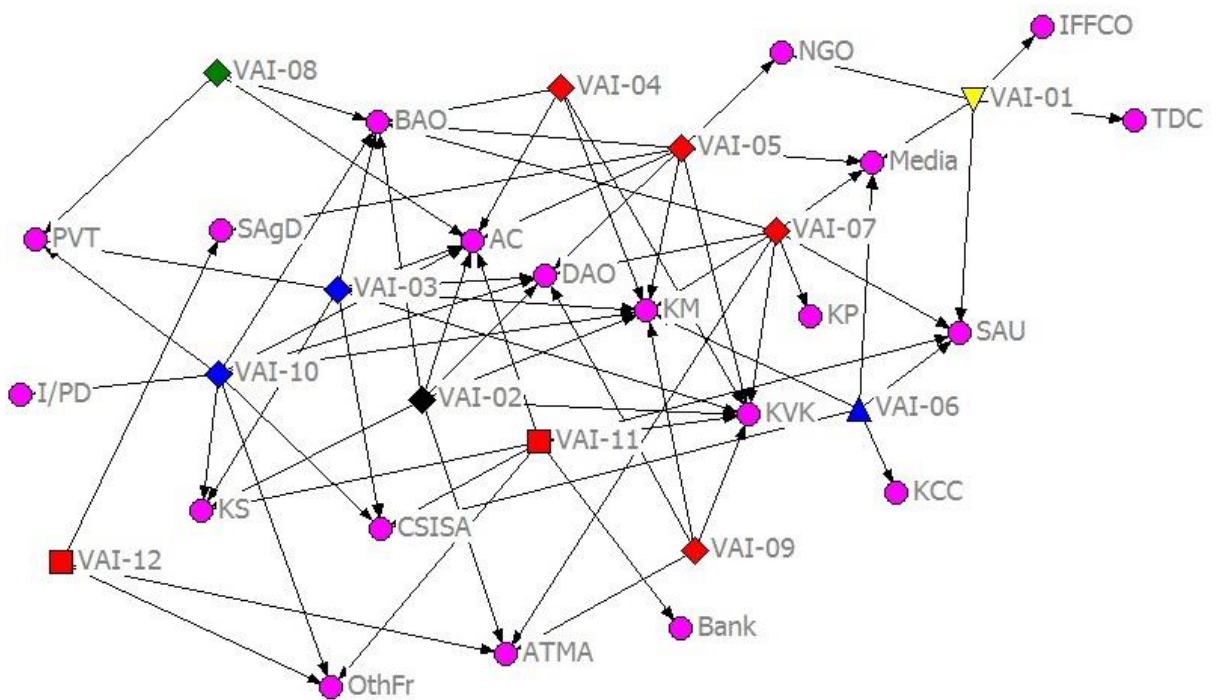 IFFCO
NGO
VAI-08
VAI-04
VAI-01
BAO
TDC
VAI-05
Media
SAgD
VAI-07
PVT
AC
DAO
VAI-03
KM
KP
SAU
VAI-10
I/PD
VAI-02
VAI-06
KVK
VAI-11
KCC
KS
CSISA
VAI-09
VAI-12
Bank
ATMA
OthFr